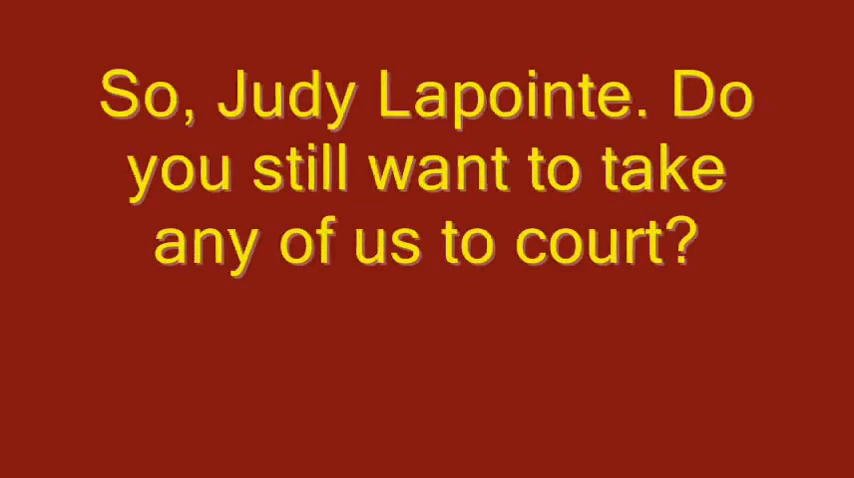 So, Judy Lapointe. Do
you still want to take
any of us to court?